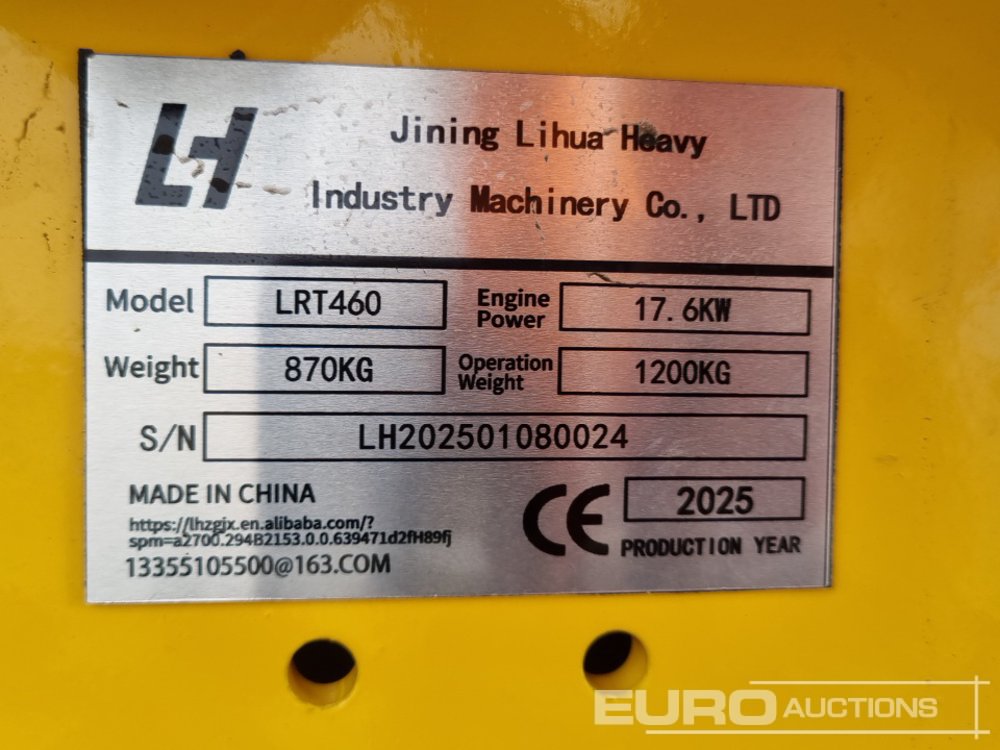 LH
Jining Lihua Heavy
Industry Machinery Co., LTD
Model LRT460 Engine Power 17.6KW
Weight 870KG Operation Weight 1200KG
S/N LH202501080024
MADE IN CHINA
https://lhzgjx.en.alibaba.com/?
spm=a2700.294B2153.0.0.639471d2fH89fj
13355105500@163.COM
CE 2025
PRODUCTION YEAR
EURO AUCTIONS